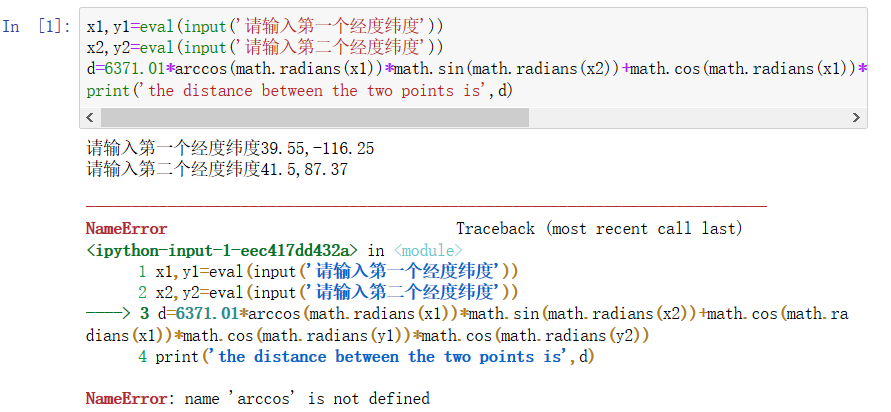 In [1]: x1,y1=eval(input('请输入第一个经度纬度'))
x2,y2=eval(input('请输入第二个经度纬度'))
d=6371.01*arccos(math.radians(x1))*math.sin(math.radians(x2))+math.cos(math.radians(x1))*
print('the distance between the two points is',d)
请输入第一个经度纬度39.55,-116.25
请输入第二个经度纬度41.5,87.37
---------------------------------------------------------------------------
NameError                                 Traceback (most recent call last)
<ipython-input-1-eec417dd432a> in <module>
      1 x1,y1=eval(input('请输入第一个经度纬度'))
      2 x2,y2=eval(input('请输入第二个经度纬度'))
----> 3 d=6371.01*arccos(math.radians(x1))*math.sin(math.radians(x2))+math.cos(math.ra
dians(x1))*math.cos(math.radians(y1))*math.cos(math.radians(y2))
      4 print('the distance between the two points is',d)
NameError: name 'arccos' is not defined